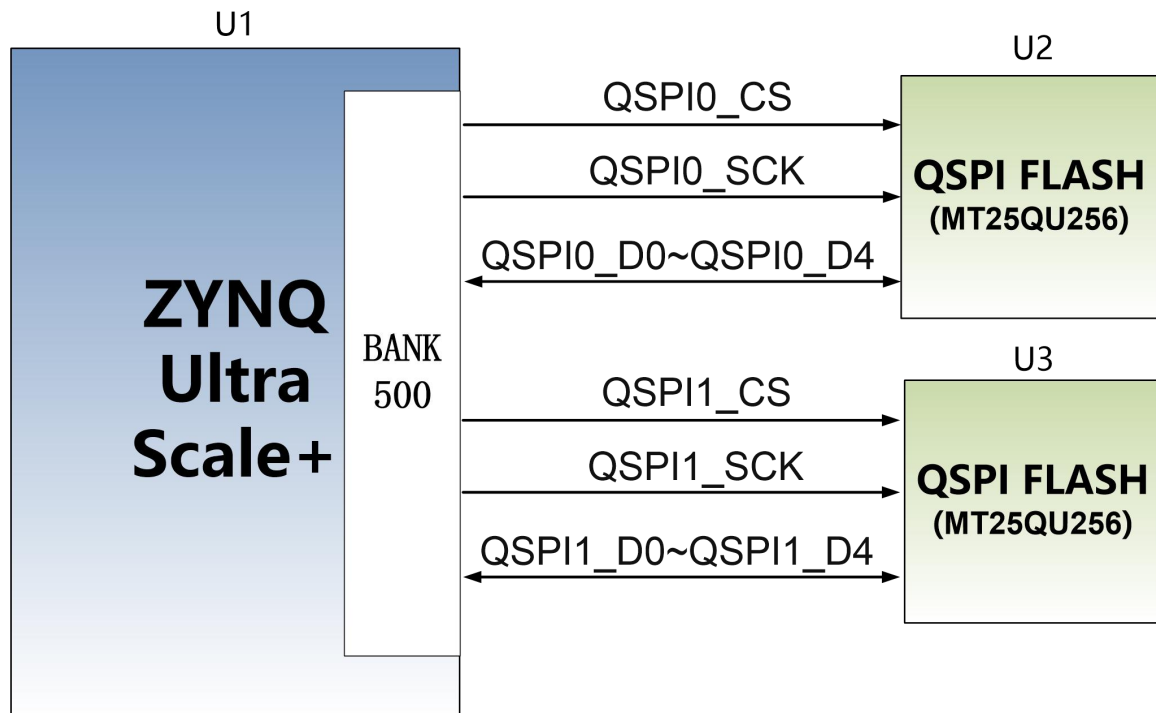 U1
ZYNQ
Ultra
Scale+
BANK
500
QSPI0_CS
QSPI0_SCK
QSPI0_D0~QSPI0_D4
U2
QSPI FLASH
(MT25QU256)
QSPI1_CS
QSPI1_SCK
QSPI1_D0~QSPI1_D4
U3
QSPI FLASH
(MT25QU256)